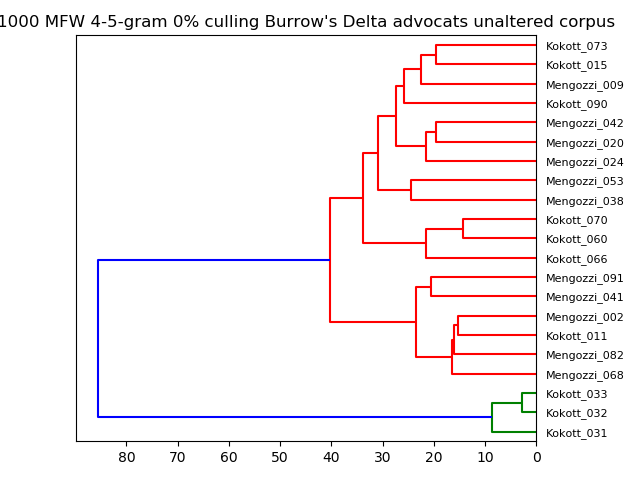 1000 MFW 4-5-gram 0% culling Burrow's Delta advocats unaltered corpus
Kokott_073
Kokott_015
Mengozzi_009
Kokott_090
Mengozzi_042
Mengozzi_020
Mengozzi_024
Mengozzi_053
Mengozzi_038
Kokott_070
Kokott_060
Kokott_066
Mengozzi_091
Mengozzi_041
Mengozzi_002
Kokott_011
Mengozzi_082
Mengozzi_068
Kokott_033
Kokott_032
Kokott_031
80 70 60 50 40 30 20 10 0